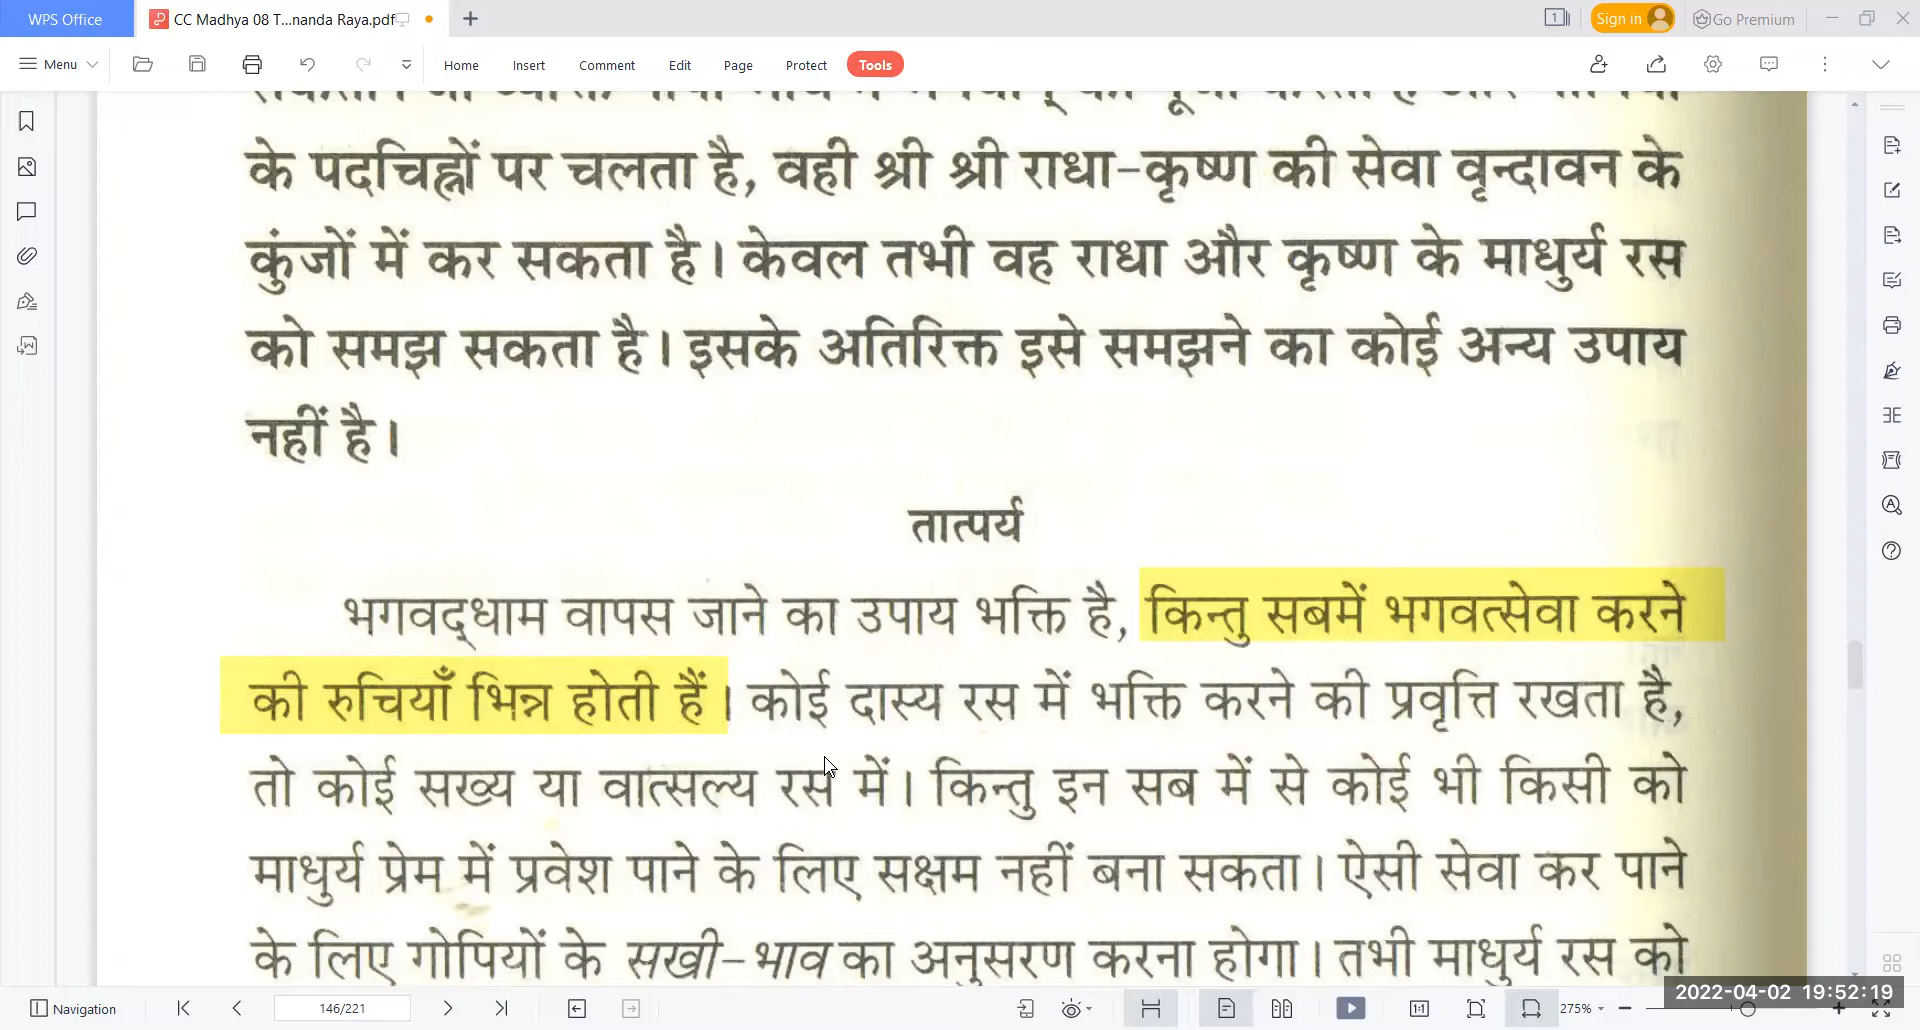 WPS Office
CC Madhya 08 T...nanda Raya.pdf
Sign in
Go Premium
Menu
Home Insert Comment Edit Page Protect Tools
के पदचिह्नों पर चलता है, वही श्री श्री राधा-कृष्ण की सेवा वृन्दावन के
कुंजों में कर सकता है। केवल तभी वह राधा और कृष्ण के माधुर्य रस
को समझ सकता है। इसके अतिरिक्त इसे समझने का कोई अन्य उपाय
नहीं है।
तात्पर्य
भगवद्धाम वापस जाने का उपाय भक्ति है, किन्तु सबमें भगवत्सेवा करने
की रुचियाँ भिन्न होती हैं। कोई दास्य रस में भक्ति करने की प्रवृत्ति रखता है,
तो कोई सख्य या वात्सल्य रस में। किन्तु इन सब में से कोई भी किसी को
माधुर्य प्रेम में प्रवेश पाने के लिए सक्षम नहीं बना सकता। ऐसी सेवा कर पाने
के लिए गोपियों के सखी-भाव का अनुसरण करना होगा। तभी माधुर्य रस को
Navigation
146/221
1:1
275%
2022-04-02 19:52:19